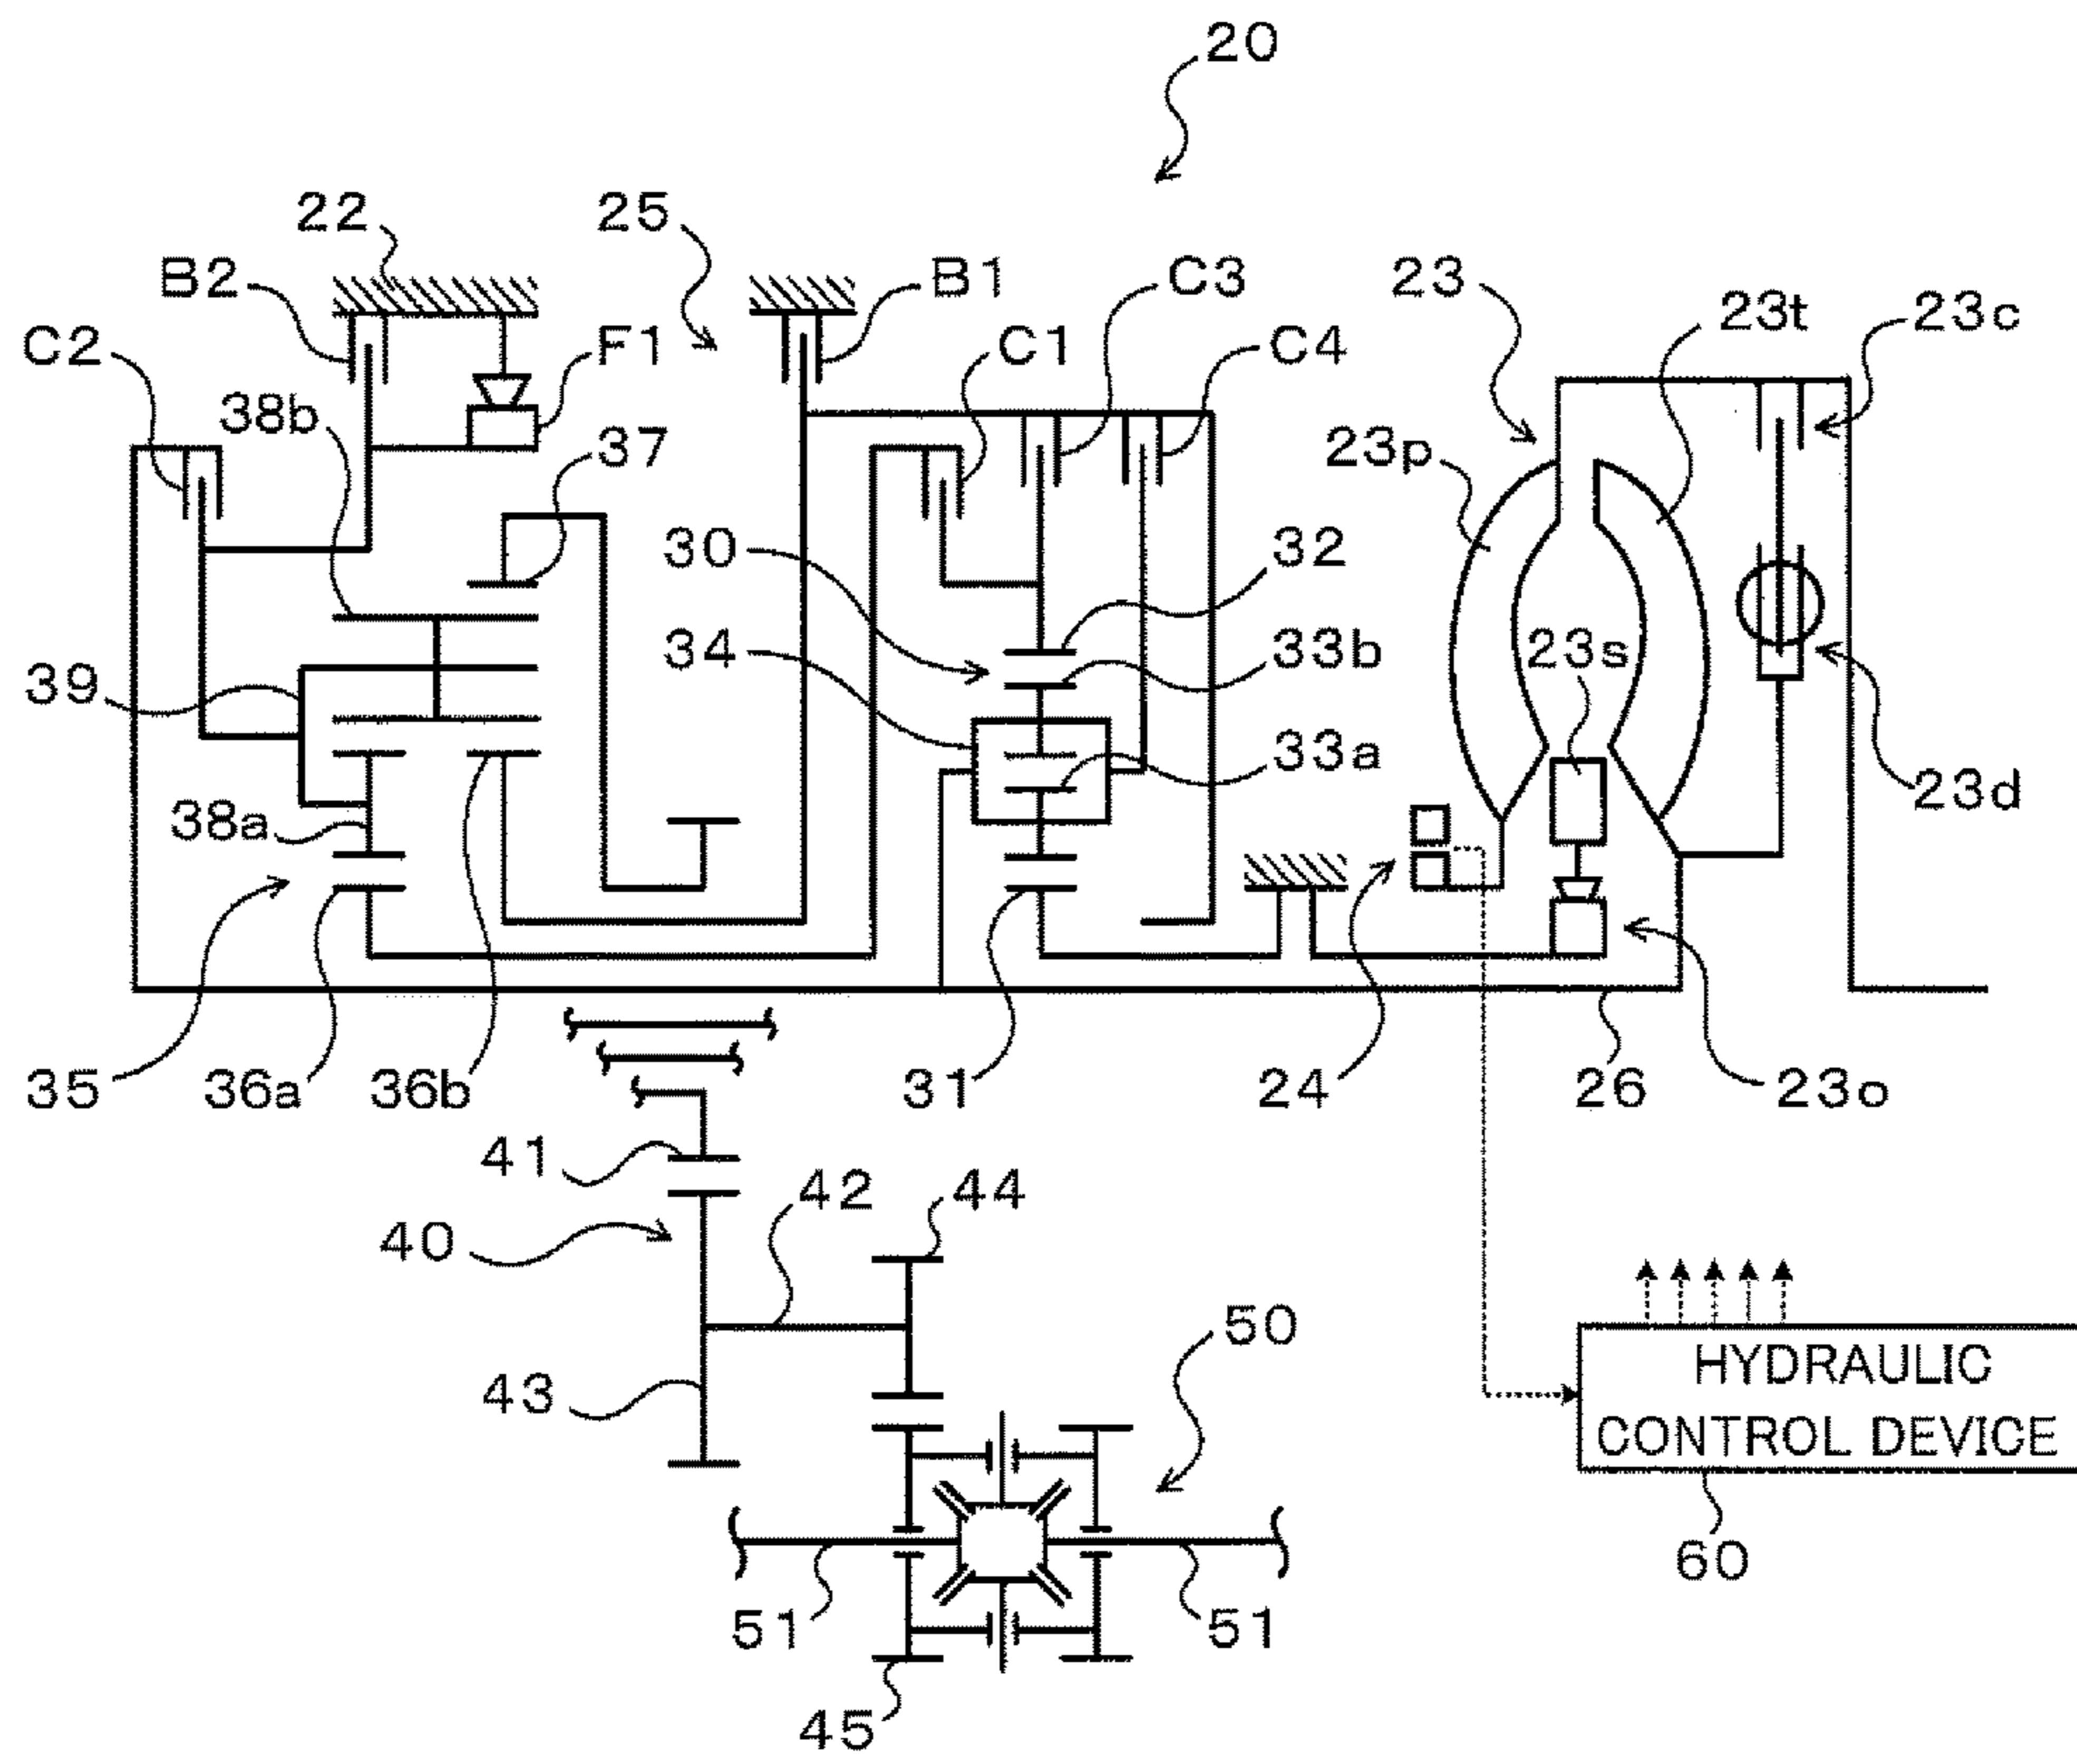 20
22
25
B2
B1
C3
23
23t
23c
C2
F1
C1
C4
38b
37
23p
30
32
34
33b
23s
39
33a
38a
23d
35
36a
36b
31
24
26
23o
41
42
44
40
50
43
HYDRAULIC
CONTROL DEVICE
60
51
51
45